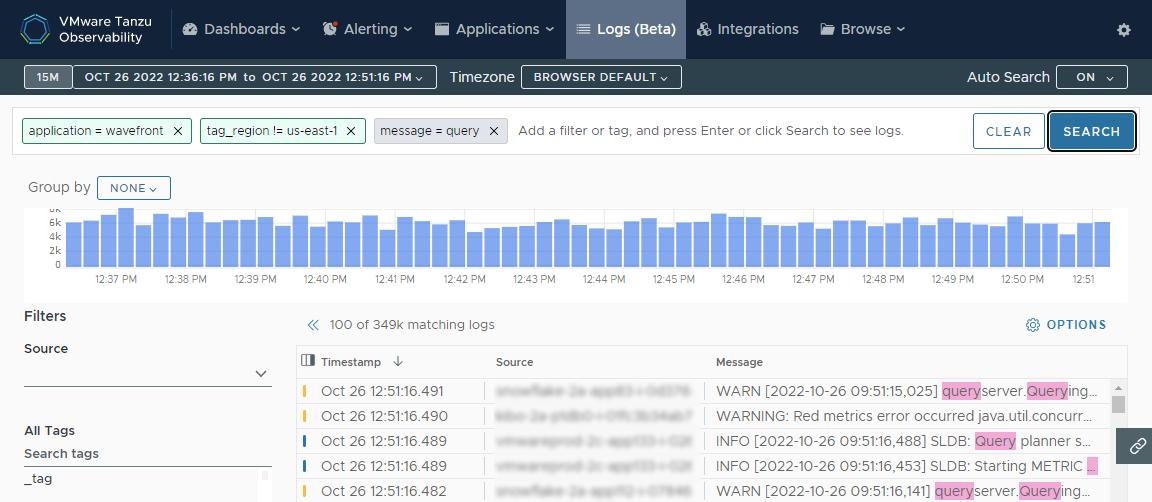 VMware Tanzu
Observability
Dashboards
Alerting
Applications
Logs (Beta)
Integrations
Browse
15M OCT 26 2022 12:36:16 PM to OCT 26 2022 12:51:16 PM Timezone BROWSER DEFAULT Auto Search ON
application = wavefront tag_region != us-east-1 message = query Add a filter or tag, and press Enter or click Search to see logs. CLEAR SEARCH
Group by NONE
8k
6k
4k
2k
0
12:37 PM 12:38 PM 12:39 PM 12:40 PM 12:41 PM 12:42 PM 12:43 PM 12:44 PM 12:45 PM 12:46 PM 12:47 PM 12:48 PM 12:49 PM 12:50 PM 12:51
Filters
Source
All Tags
Search tags
_tag
100 of 349k matching logs OPTIONS
Timestamp Source Message
Oct 26 12:51:16.491 WARN [2022-10-26 09:51:15,025] queryserver.Querying...
Oct 26 12:51:16.490 WARNING: Red metrics error occurred java.util.concurr...
Oct 26 12:51:16.489 INFO [2022-10-26 09:51:16,488] SLDB: Query planner s...
Oct 26 12:51:16.489 INFO [2022-10-26 09:51:16,453] SLDB: Starting METRIC ...
Oct 26 12:51:16.482 WARN [2022-10-26 09:51:16,141] queryserver.Querying...